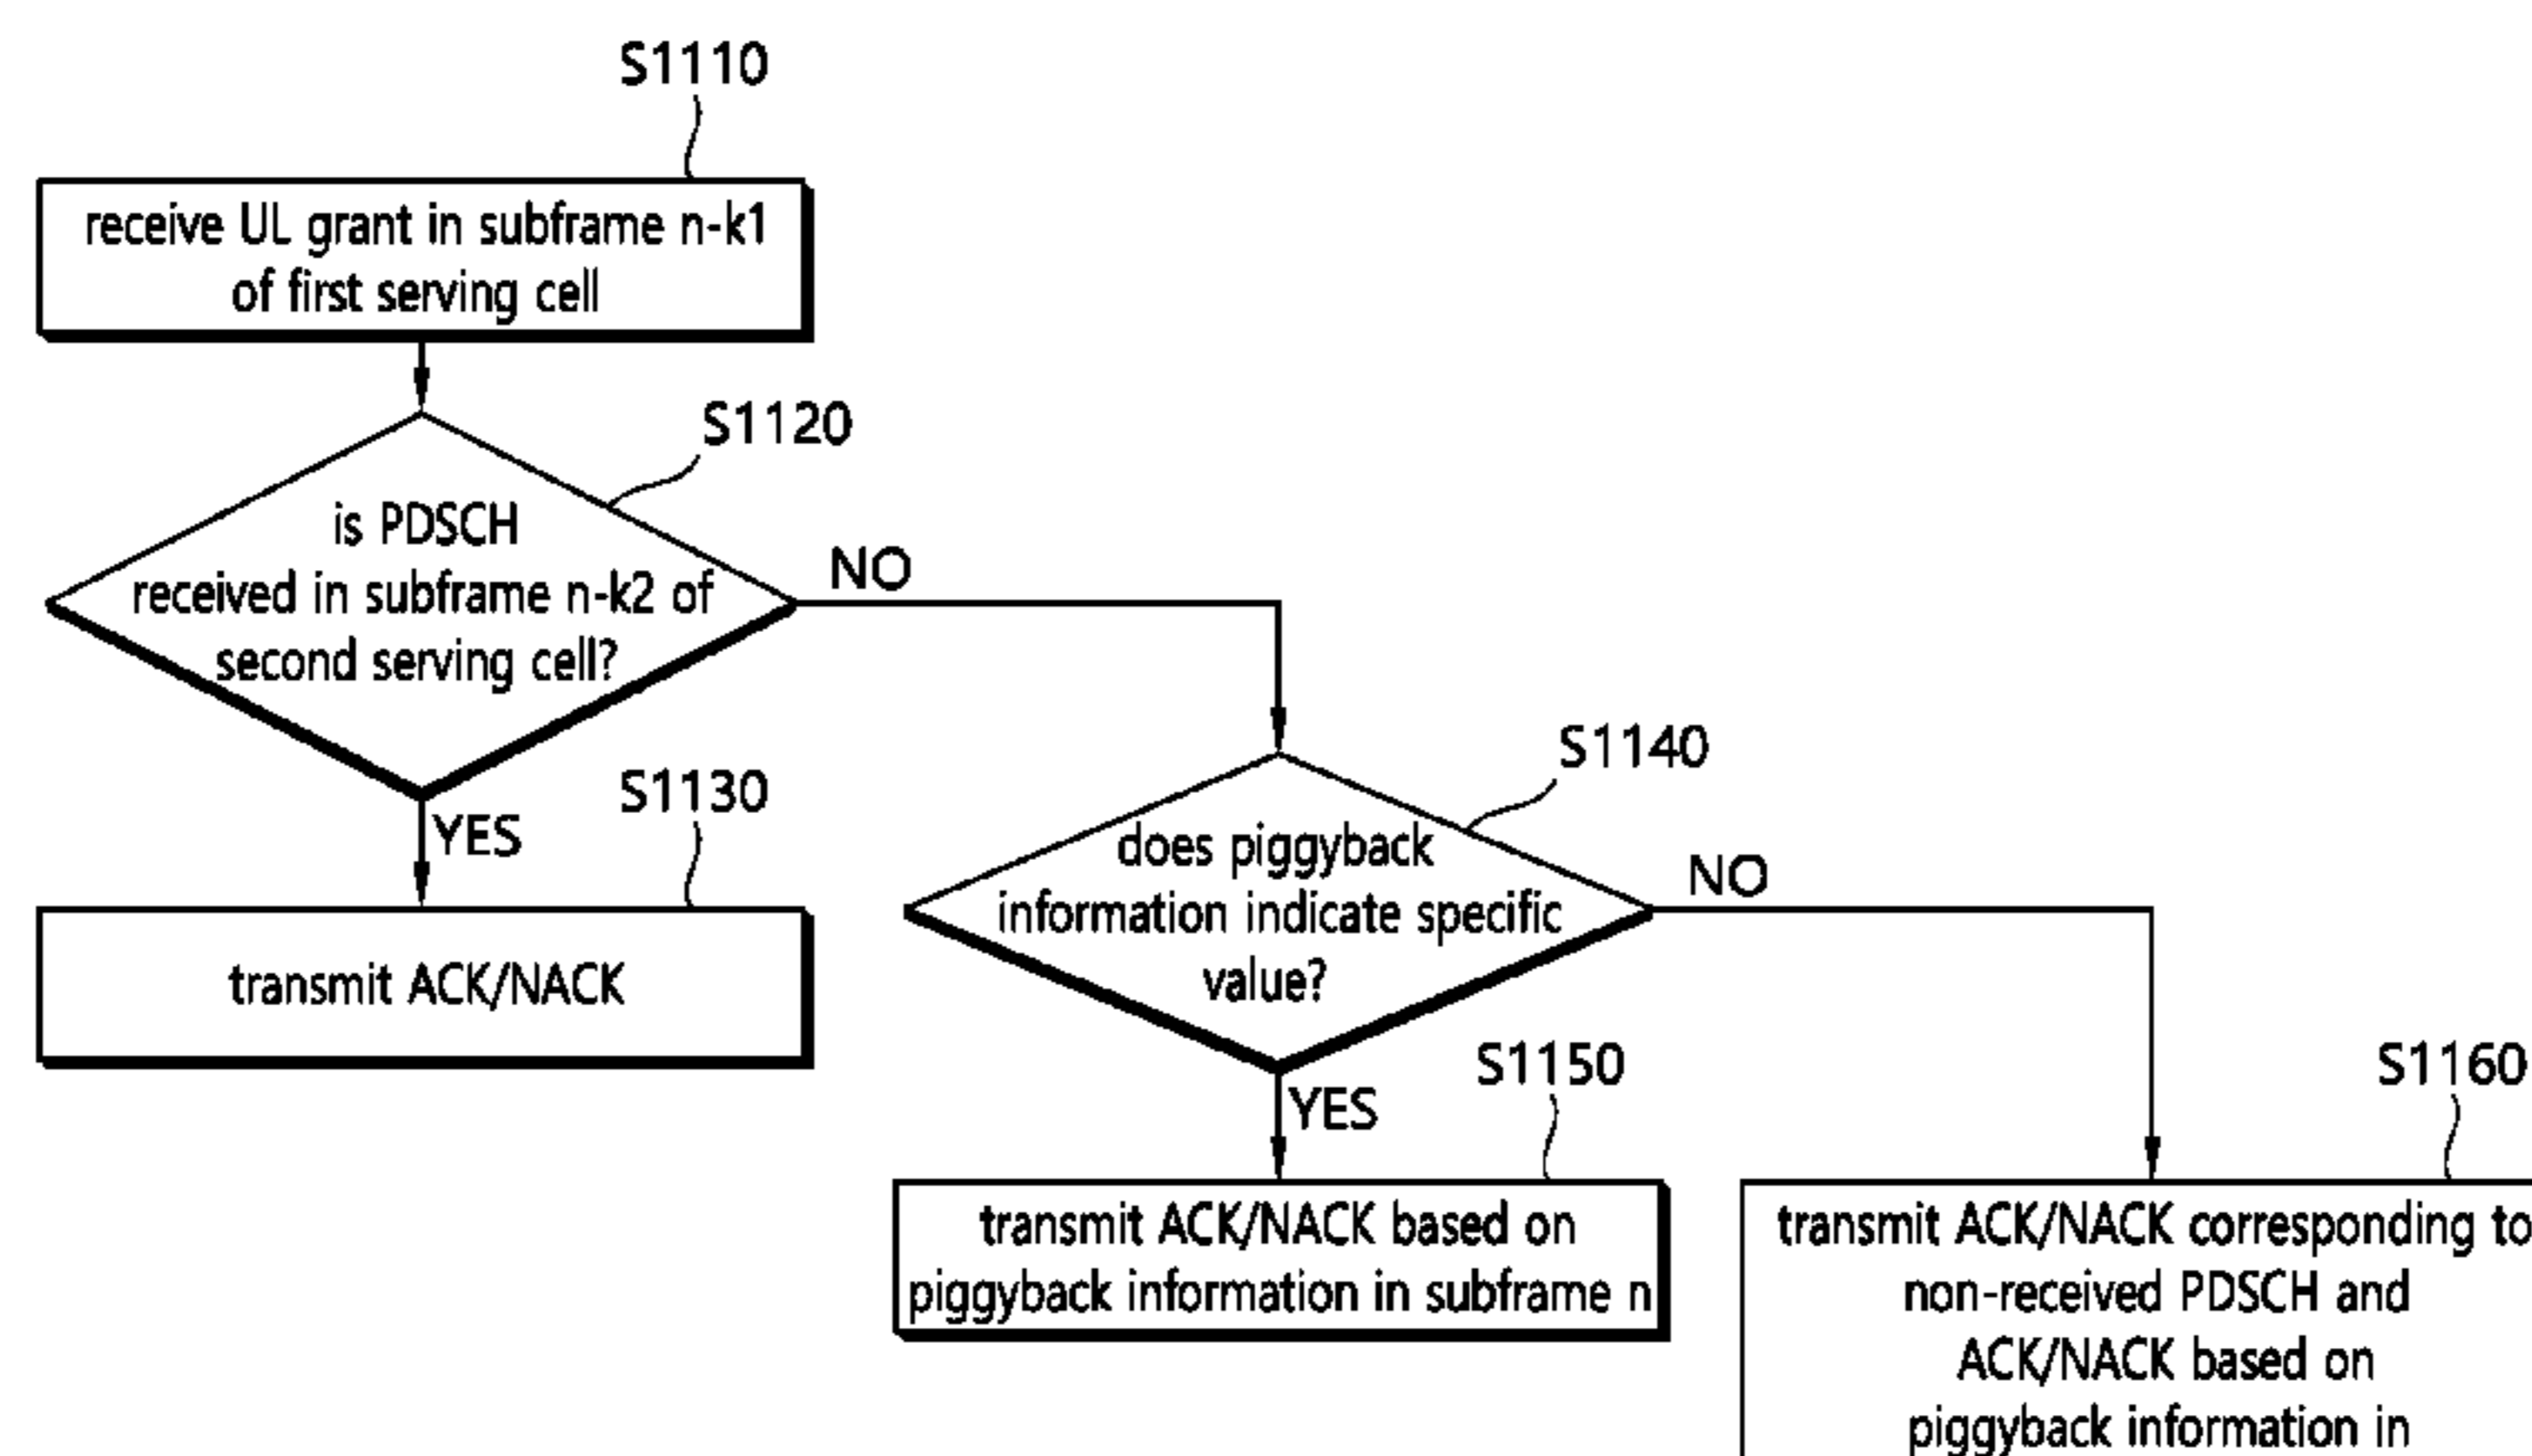 S1110
receive UL grant in subframe n-k1
of first serving cell
S1120
is PDSCH
received in subframe n-k2 of
second serving cell?
NO
YES
S1130
transmit ACK/NACK
S1140
does piggyback
information indicate specific
value?
NO
YES
S1150
transmit ACK/NACK based on
piggyback information in subframe n
S1160
transmit ACK/NACK corresponding to
non-received PDSCH and
ACK/NACK based on
piggyback information in